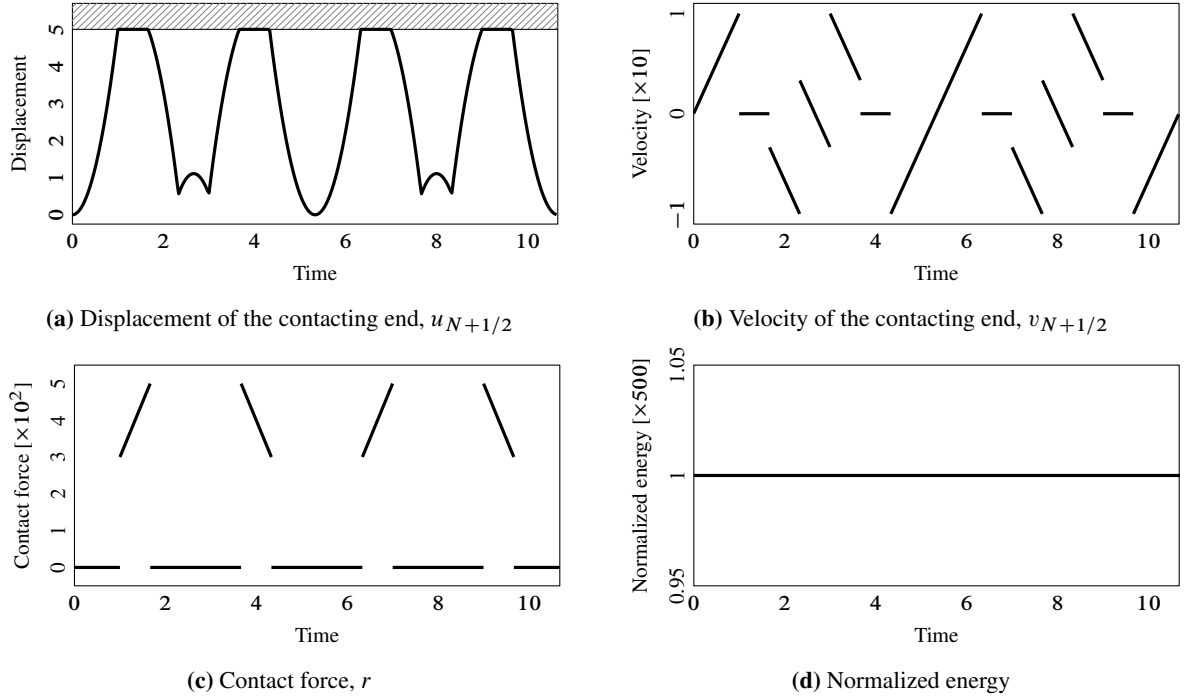 Displacement
5
4
3
2
1
0
0 2 4 6 8 10
Time
(a) Displacement of the contacting end, u_{N+1/2}
Velocity [×10]
1
0
−1
0 2 4 6 8 10
Time
(b) Velocity of the contacting end, v_{N+1/2}
Contact force [×10^2]
5
4
3
2
1
0
0 2 4 6 8 10
Time
(c) Contact force, r
Normalized energy [×500]
1.05
1
0.95
0 2 4 6 8 10
Time
(d) Normalized energy